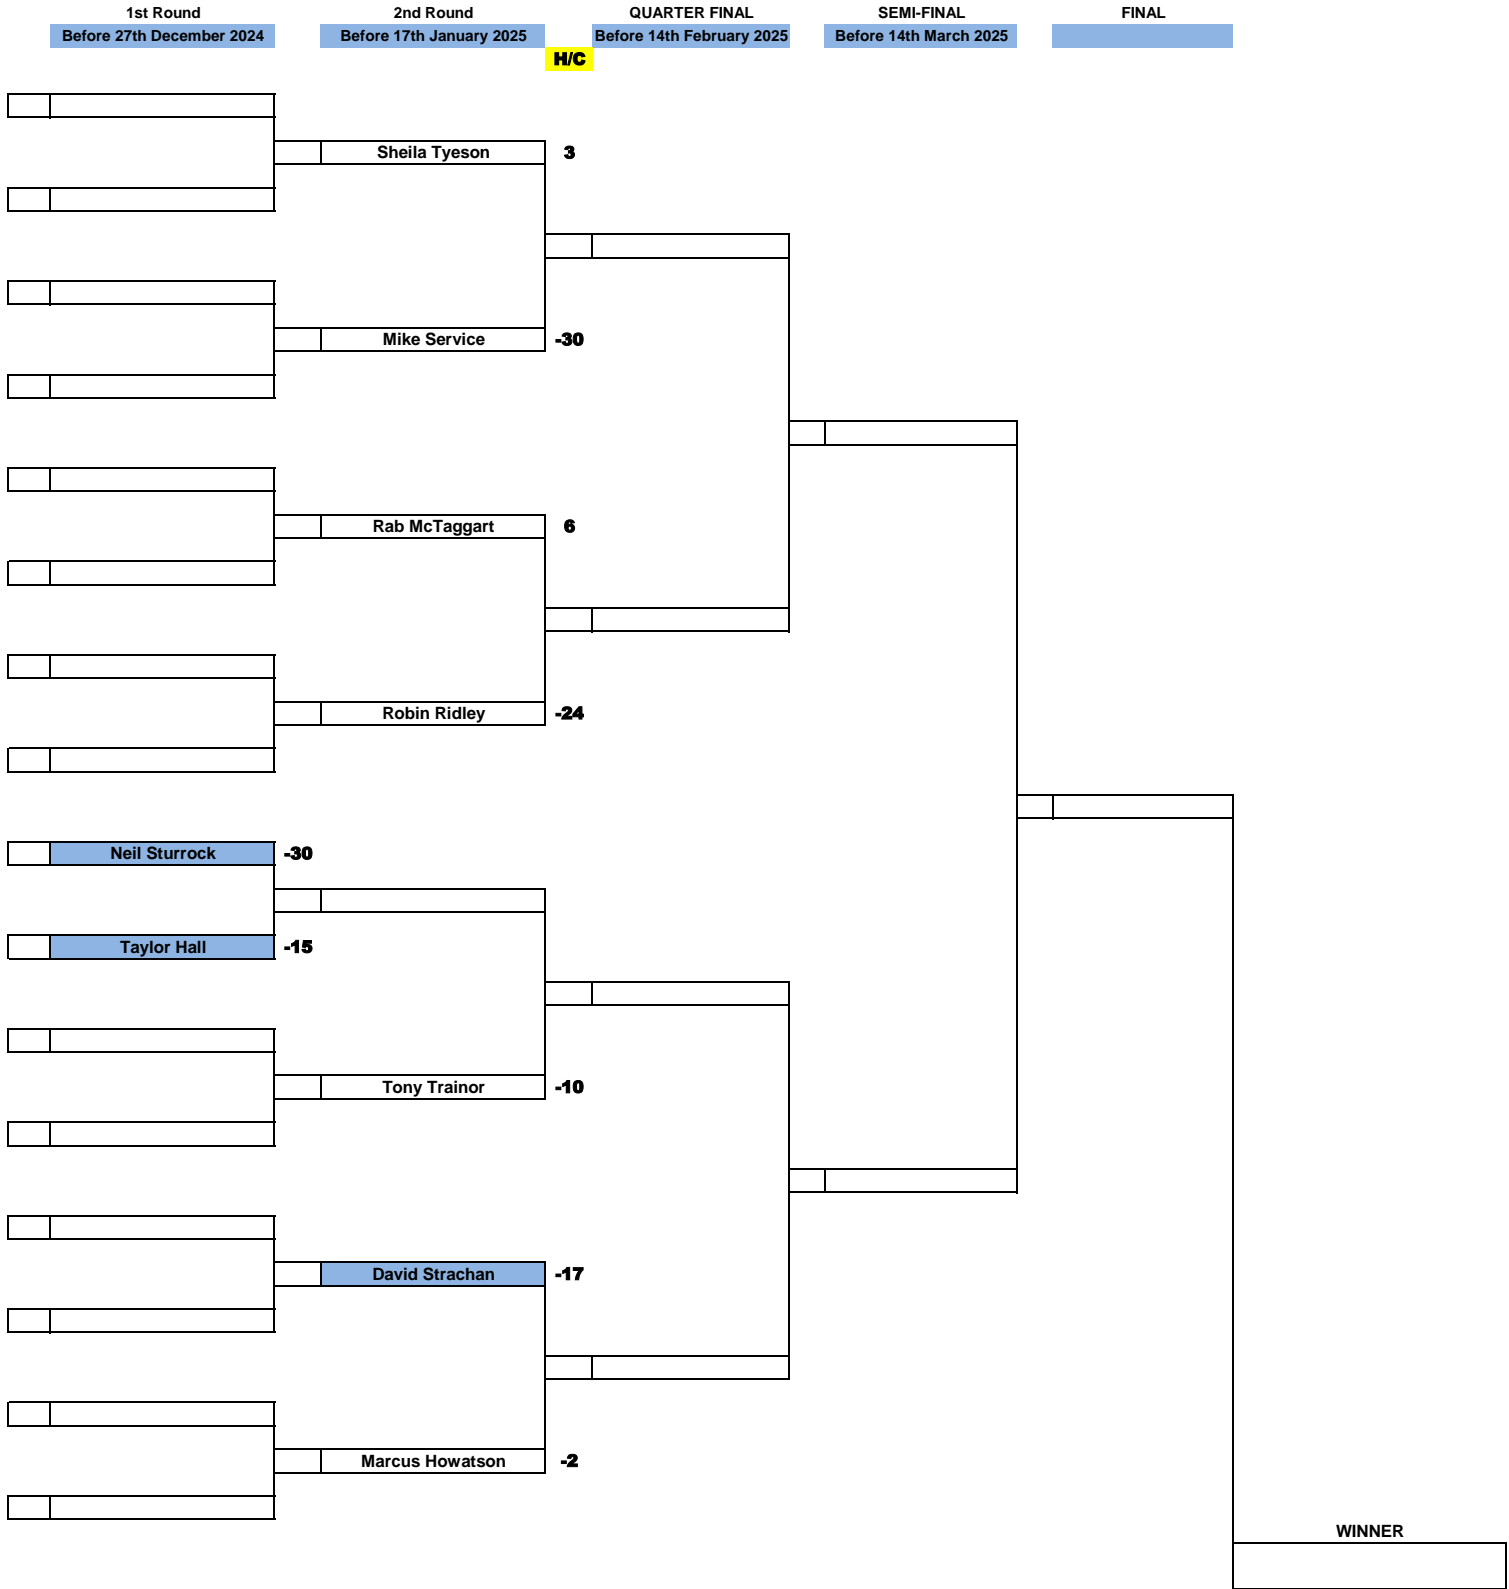 1st Round 2nd Round QUARTER FINAL SEMI-FINAL FINAL
Before 27th December 2024 Before 17th January 2025 Before 14th February 2025 Before 14th March 2025
H/C
Sheila Tyeson 3
Mike Service -30
Rab McTaggart 6
Robin Ridley -24
Neil Sturrock -30
Taylor Hall -15
Tony Trainor -10
David Strachan -17
Marcus Howatson -2
WINNER